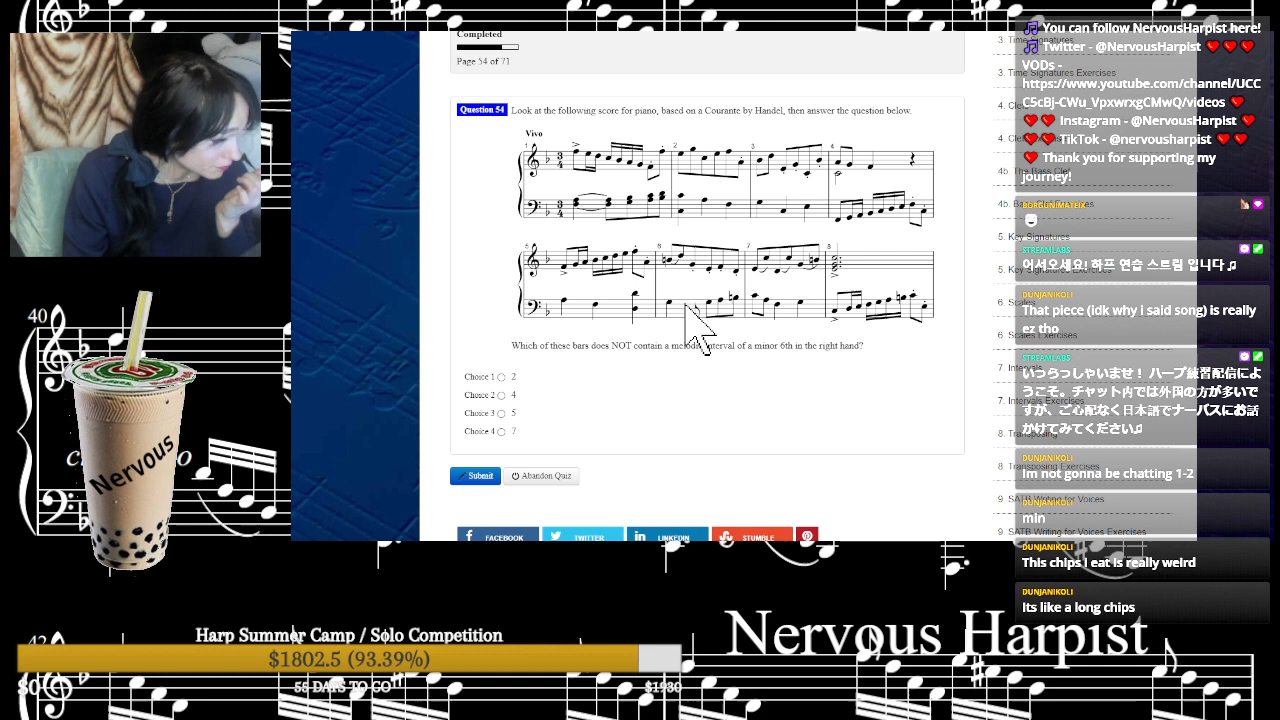 Completed
Page 54 of 71
Question 54 Look at the following score for piano, based on a Courante by Handel, then answer the question below.
Vivo
1
2
3
4
5
6
7
8
Which of these bars does NOT contain a melodic interval of a minor 6th in the right hand?
Choice 1 2
Choice 2 4
Choice 3 5
Choice 4 7
Submit
Abandon Quiz
FACEBOOK
TWITTER
LINKEDIN
STUMBLE
3. Time Signatures
3. Time Signatures Exercises
4b. The Bass Clef
5. Key Signatures
5. Key Signatures Exercises
6. Scales
6. Scales Exercises
7. Intervals
7. Intervals Exercises
8. Transposing
8. Transposing Exercises
9. SATB Writing for Voices
9. SATB Writing for Voices Exercises
🎵 You can follow NervousHarpist here!
🎵 Twitter - @NervousHarpist ❤️❤️❤️
VODs -
https://www.youtube.com/channel/UCC
C5cBj-CWu_VpxwrxgCMwQ/videos ❤️
❤️❤️ Instagram - @NervousHarpist ❤️
❤️❤️ TikTok - @nervousharpist ❤️❤️
❤️ Thank you for supporting my
journey!
STREAMLABS
어서오세요! 하프 연습 스트림 입니다♫
DUNJANIKOLI
That piece (idk why i said song) is really
ez tho
STREAMLABS
いらっしゃいませ！ハープ練習配信によ
うこそ。チャット内では外国の方が多いで
すが、ご心配なく日本語でナーバスにお話
かけてみてください♫
DUNJANIKOLI
Im not gonna be chatting 1-2
DUNJANIKOLI
min
DUNJANIKOLI
This chips i eat is really weird
DUNJANIKOLI
Its like a long chips
40
Nervous
42
Harp Summer Camp / Solo Competition
$1802.5 (93.39%)
$0
55 DAYS TO GO
$1930
Nervous Harpist